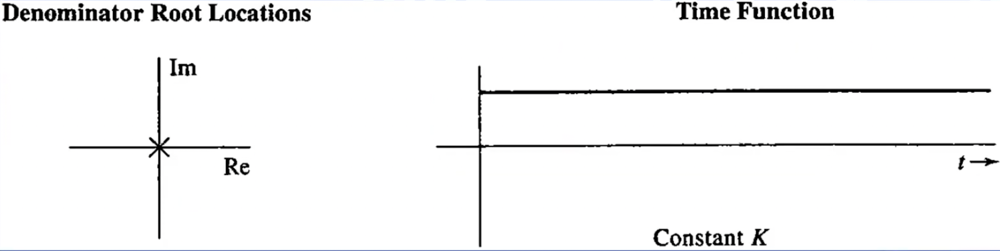 Denominator Root Locations
Time Function
Im
Re
t →
Constant K